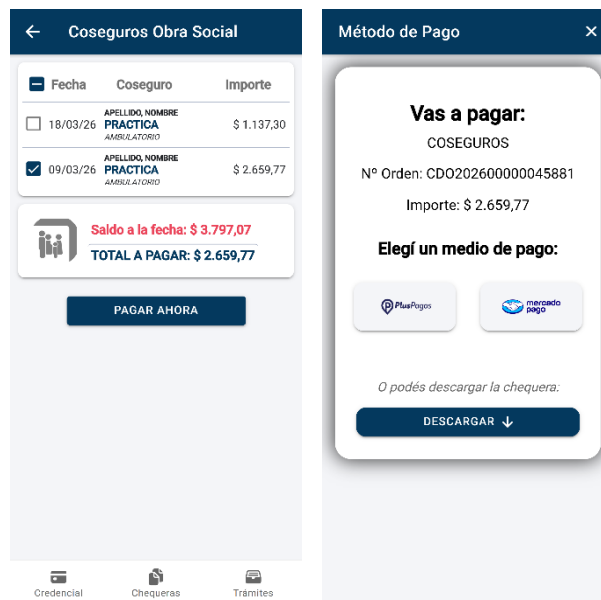 Coseguros Obra Social
Fecha Coseguro Importe
APELLIDO, NOMBRE
18/03/26 PRACTICA $ 1.137,30
AMBULATORIO
APELLIDO, NOMBRE
09/03/26 PRACTICA $ 2.659,77
AMBULATORIO
Saldo a la fecha: $ 3.797,07
TOTAL A PAGAR: $ 2.659,77
PAGAR AHORA
Credencial Chequeras Trámites
Método de Pago
Vas a pagar:
COSEGUROS
Nº Orden: CDO202600000045881
Importe: $ 2.659,77
Elegí un medio de pago:
PlusPagos mercado
pago
O podés descargar la chequera:
DESCARGAR